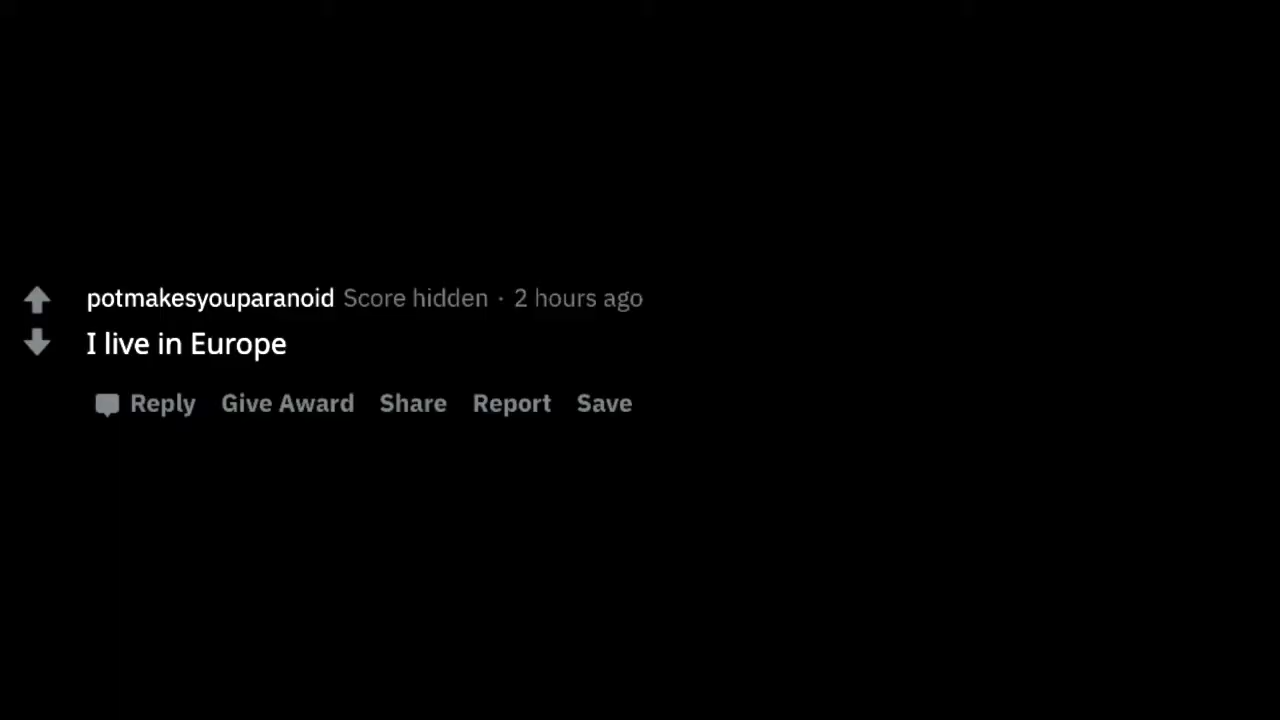 potmakesyouparanoid Score hidden · 2 hours ago
I live in Europe
Reply Give Award Share Report Save